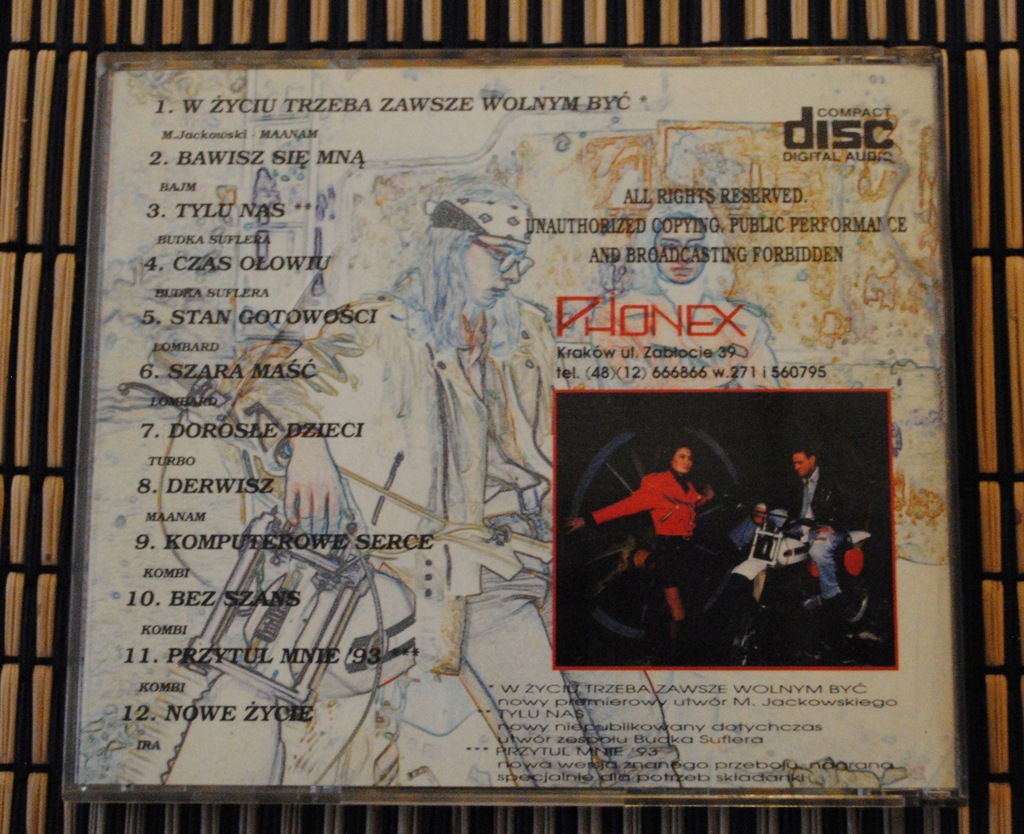 1. W ŻYCIU TRZEBA ZAWSZE WOLNYM BYĆ *
M.Jackowski - MAANAM
2. BAWISZ SIĘ MNĄ
BAJM
3. TYLU NAS **
BUDKA SUFLERA
4. CZAS OŁOWIU
BUDKA SUFLERA
5. STAN GOTOWOŚCI
LOMBARD
6. SZARA MAŚĆ
LOMBARD
7. DOROSŁE DZIECI
TURBO
8. DERWISZ
MAANAM
9. KOMPUTEROWE SERCE
KOMBI
10. BEZ SZANS
KOMBI
11. PRZYTUL MNIE '93 ***
KOMBI
12. NOWE ŻYCIE
IRA
COMPACT
disc
DIGITAL AUDIO
ALL RIGHTS RESERVED.
UNAUTHORIZED COPYING, PUBLIC PERFORMANCE
AND BROADCASTING FORBIDDEN
PHONEX
Kraków ul. Zabłocie 39
tel. (48)(12) 666866 w.271 i 560795
* W ŻYCIU TRZEBA ZAWSZE WOLNYM BYĆ
nowy premierowy utwór M. Jackowskiego
** TYLU NAS
nowy niepublikowany dotychczas
utwór zespołu Budka Suflera
*** PRZYTUL MNIE '93
nowa wersja znanego przeboju, nagrana
specjalnie dla potrzeb składanki